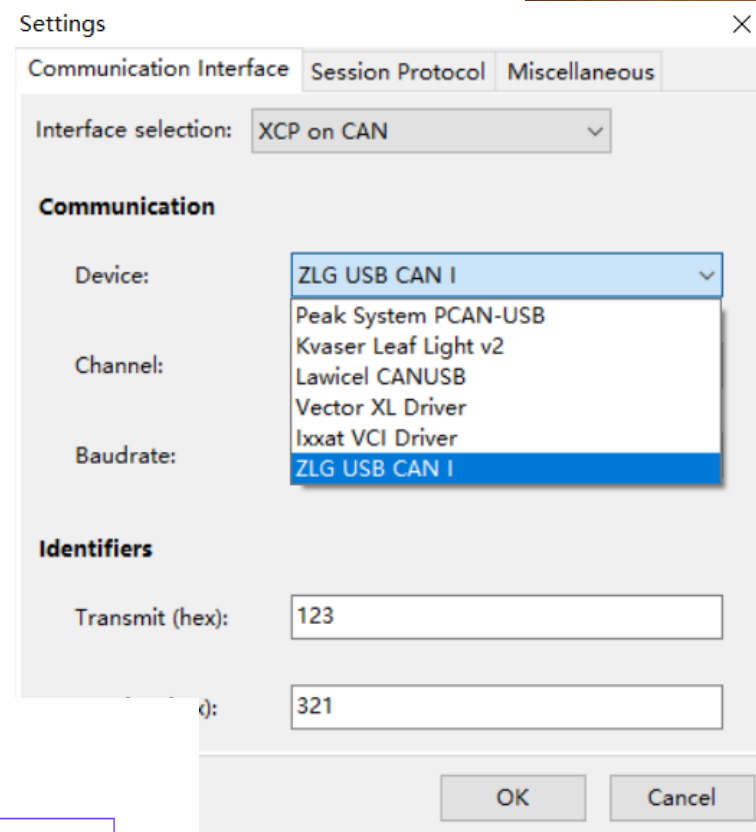 Settings
Communication Interface Session Protocol Miscellaneous
Interface selection: XCP on CAN
Communication
Device: ZLG USB CAN I
Peak System PCAN-USB
Kvaser Leaf Light v2
Channel:
Lawicel CANUSB
Vector XL Driver
Ixxat VCI Driver
Baudrate:
ZLG USB CAN I
Identifiers
Transmit (hex): 123
x): 321
OK Cancel